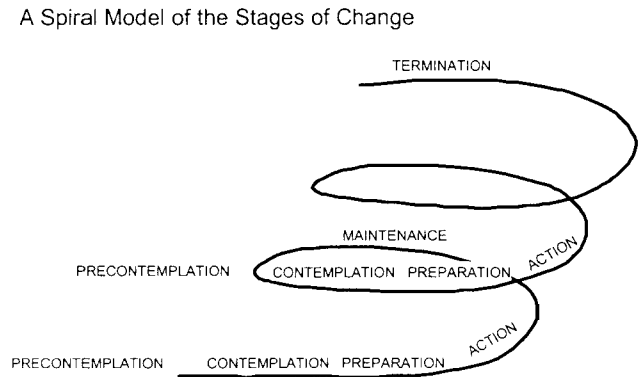 A Spiral Model of the Stages of Change
TERMINATION
MAINTENANCE
PRECONTEMPLATION CONTEMPLATION PREPARATION ACTION
PRECONTEMPLATION CONTEMPLATION PREPARATION ACTION